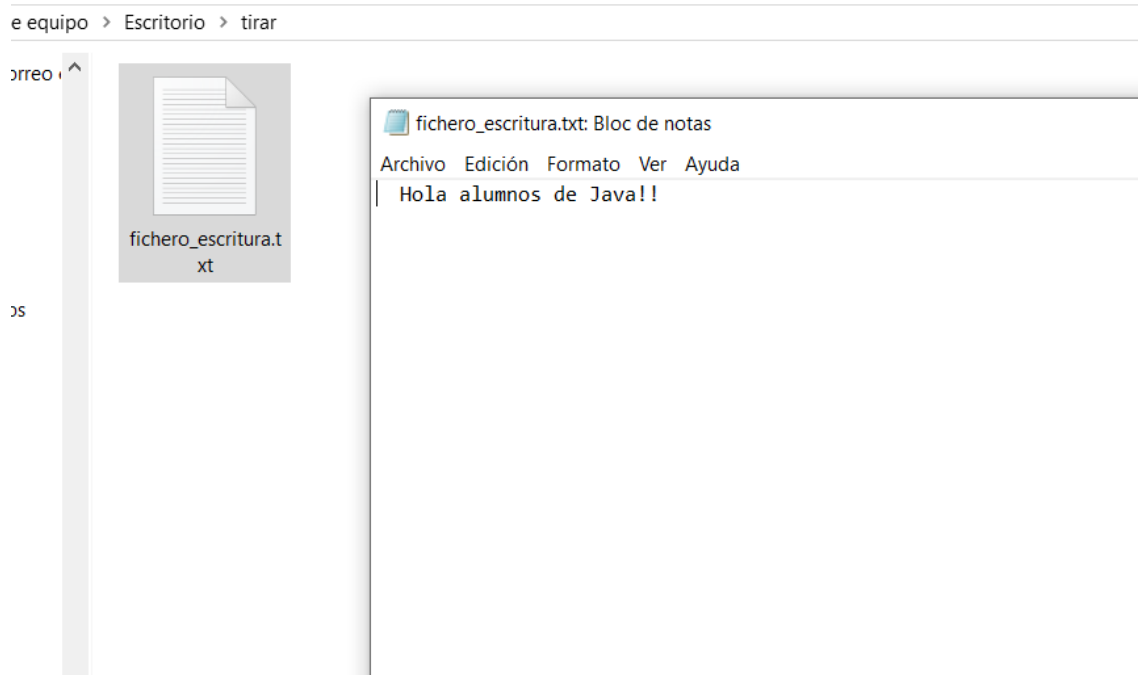 e equipo > Escritorio > tirar
orreo
os
fichero_escritura.t
xt
fichero_escritura.txt: Bloc de notas
Archivo Edición Formato Ver Ayuda
Hola alumnos de Java!!